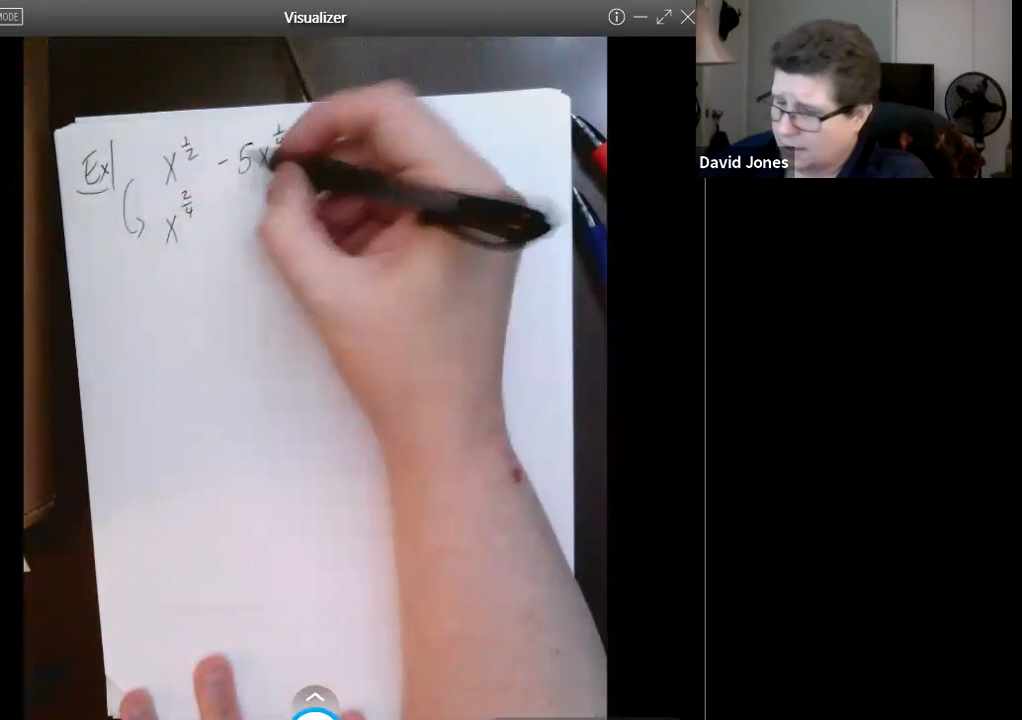 MODE
Visualizer
Ex x^{1/2} - 5x
x^{2/4}
David Jones